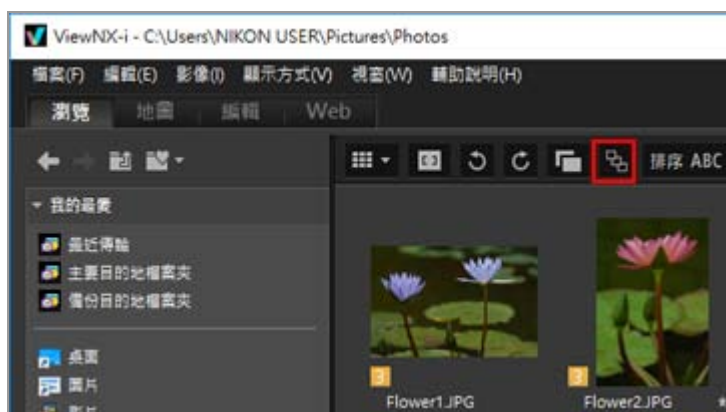 ViewNX-i - C:\Users\NIKON USER\Pictures\Photos
檔案(F) 編輯(E) 影像(I) 顯示方式(V) 視窗(W) 輔助說明(H)
瀏覽 地圖 編輯 Web
排序 ABC
我的最愛
最近傳輸
主要目的地檔案夾
備份目的地檔案夾
桌面
圖片
3 3
Flower1.JPG Flower2.JPG